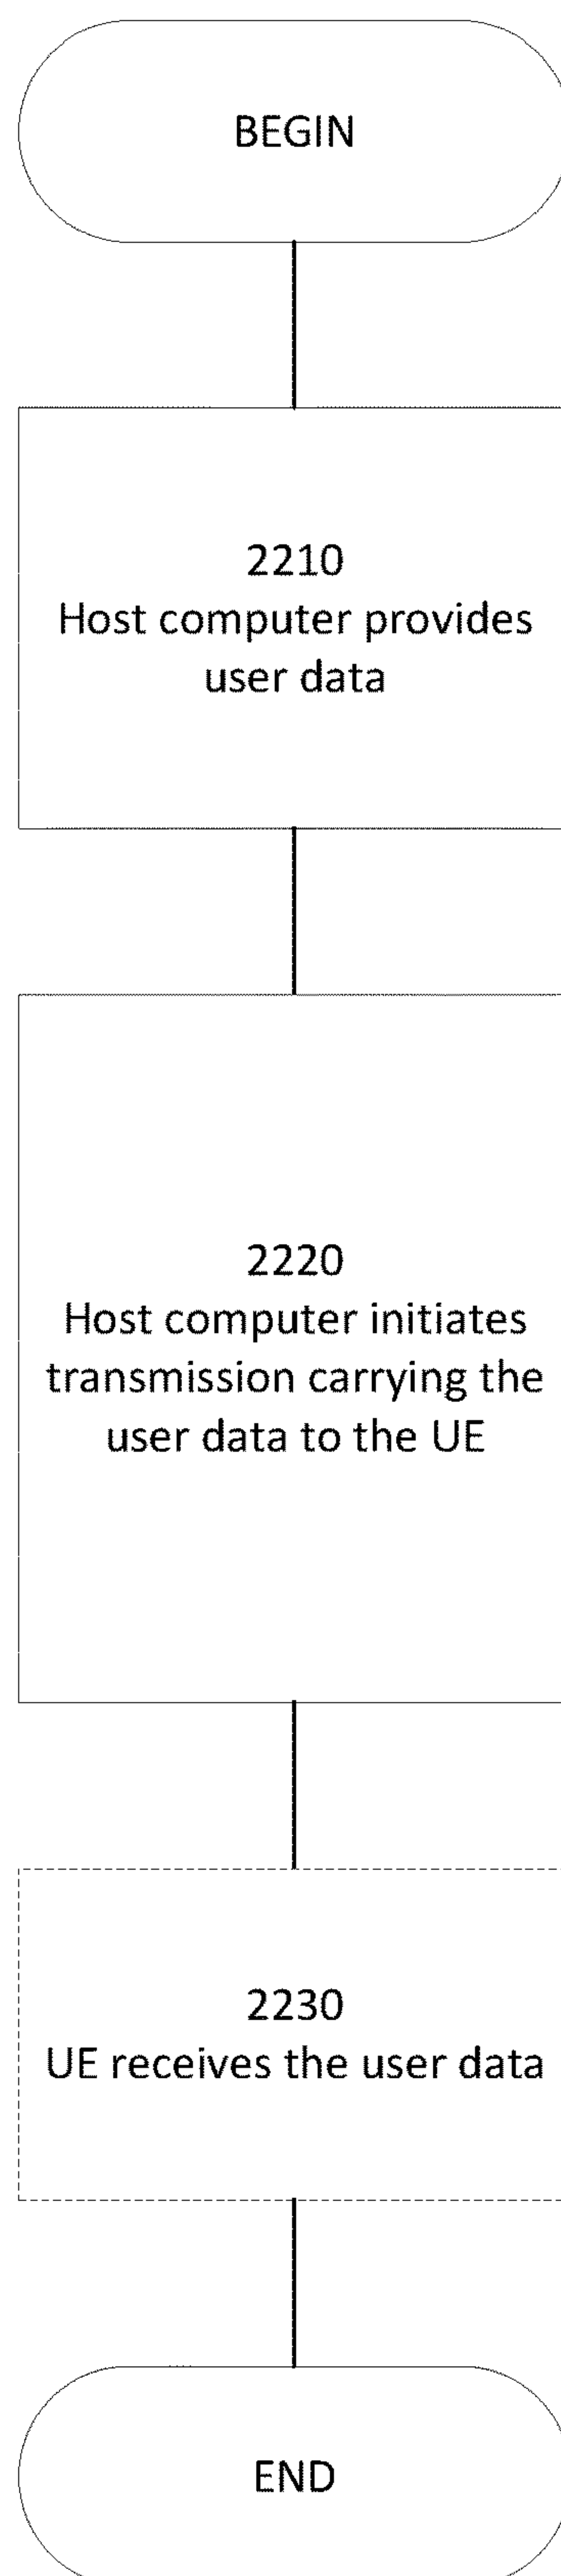 BEGIN
2210
Host computer provides
user data
2220
Host computer initiates
transmission carrying the
user data to the UE
2230
UE receives the user data
END